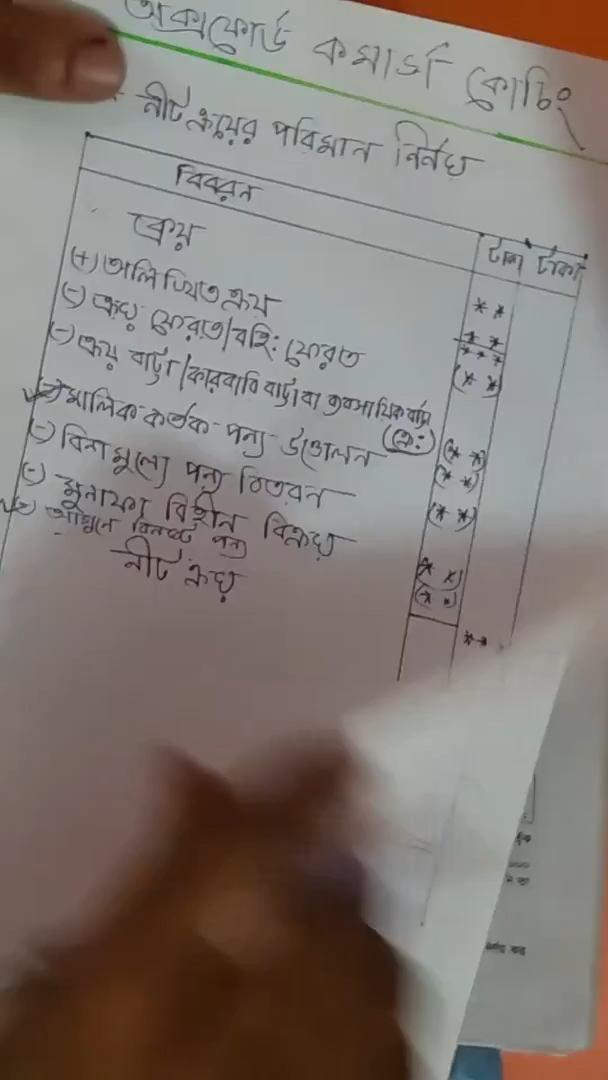 অক্সফোর্ড কমার্স কোচিং
নীট ক্রয়ের পরিমান নির্নয়
বিবরন টাকা টাকা
ক্রয় **
(+) অলিখিত ক্রয় **
***
(-) ক্রয় ফেরত/বহি: ফেরত (**)
(-) ক্রয় বাট্টা/কারবারি বাট্টা বা ব্যবসায়িক বাট্টা (ক্র:) (**)
(-) মালিক কর্তৃক পন্য উত্তোলন (**)
(-) বিনামূল্যে পন্য বিতরন (**)
(-) মুনাফা বিহীন বিক্রয় (**)
(-) আগুনে বিনষ্ট পন্য (**)
নীট ক্রয় **